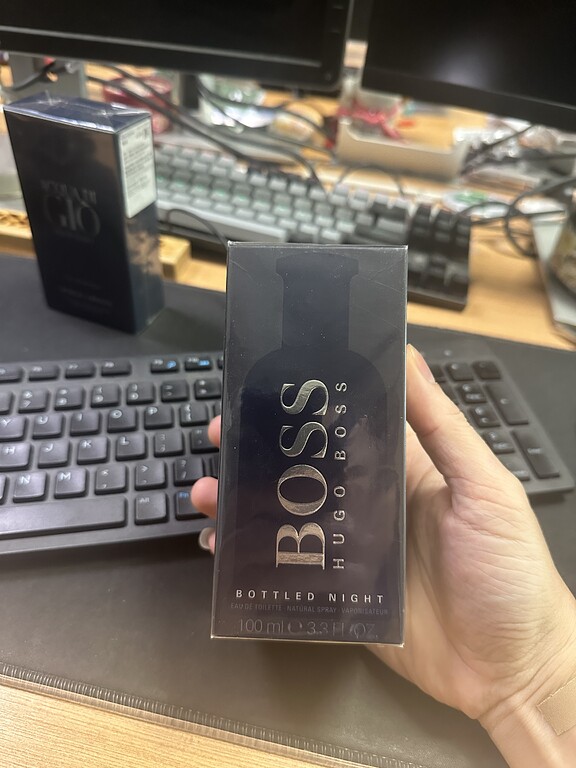 ACQUA DI
GIO
BOSS
HUGO BOSS
BOTTLED NIGHT
EAU DE TOILETTE · NATURAL SPRAY · VAPORISATEUR
100 ml ℮ 3.3 FL. OZ.